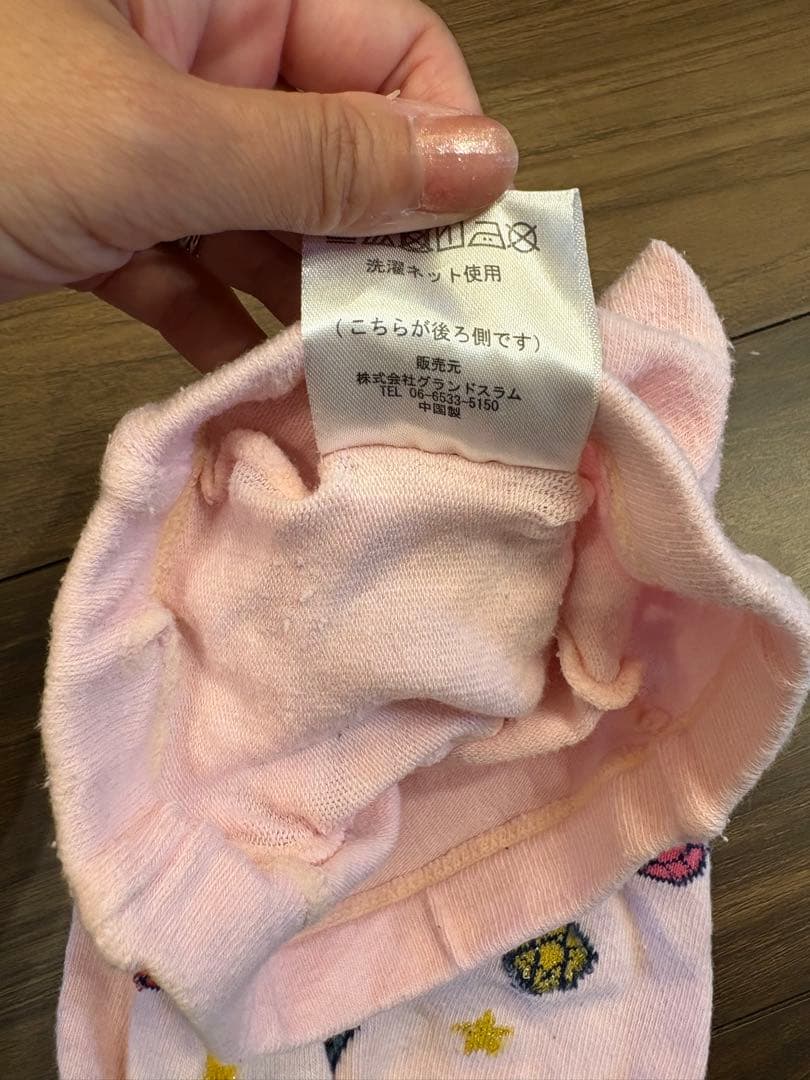 洗濯ネット使用
(こちらが後ろ側です)
販売元
株式会社グランドスラム
TEL 06-6533-5150
中国製